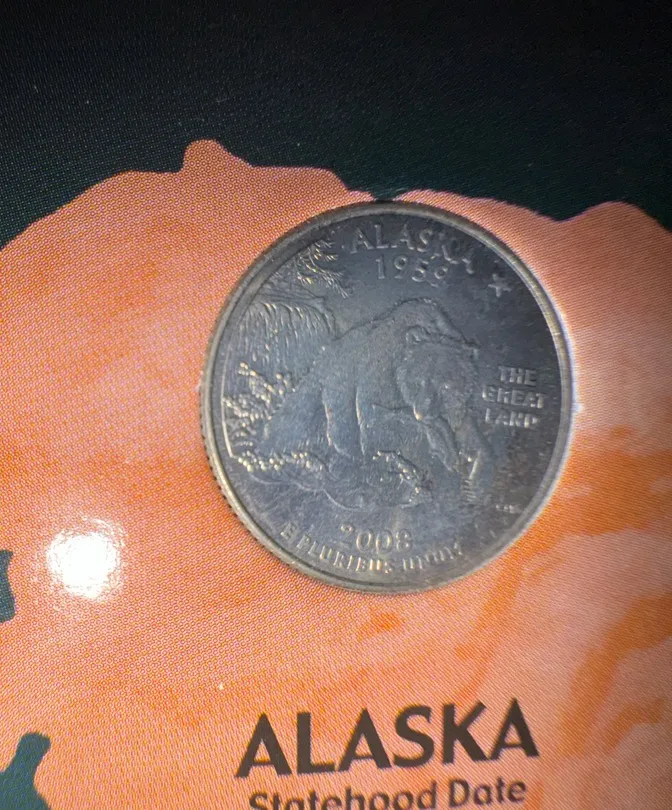 ALASKA
1959
THE
GREAT
LAND
2008
E PLURIBUS UNUM
ALASKA
Statehood Date